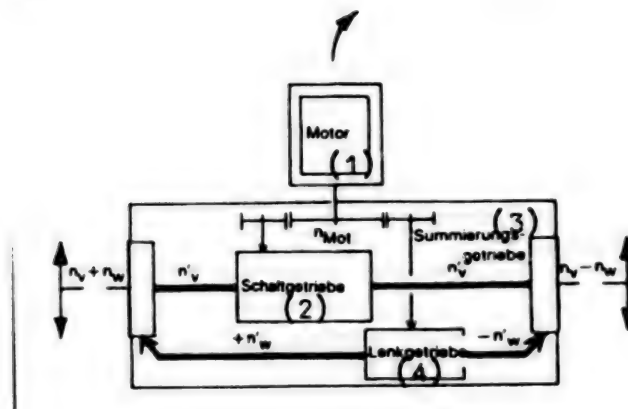 Motor
(1)
n_Mot
(3)
Summierungs-
getriebe
n_v + n_w
n'_v
Schaltgetriebe
(2)
n'_v
n_v − n_w
+n'_w
Lenkgetriebe
(4)
−n'_w